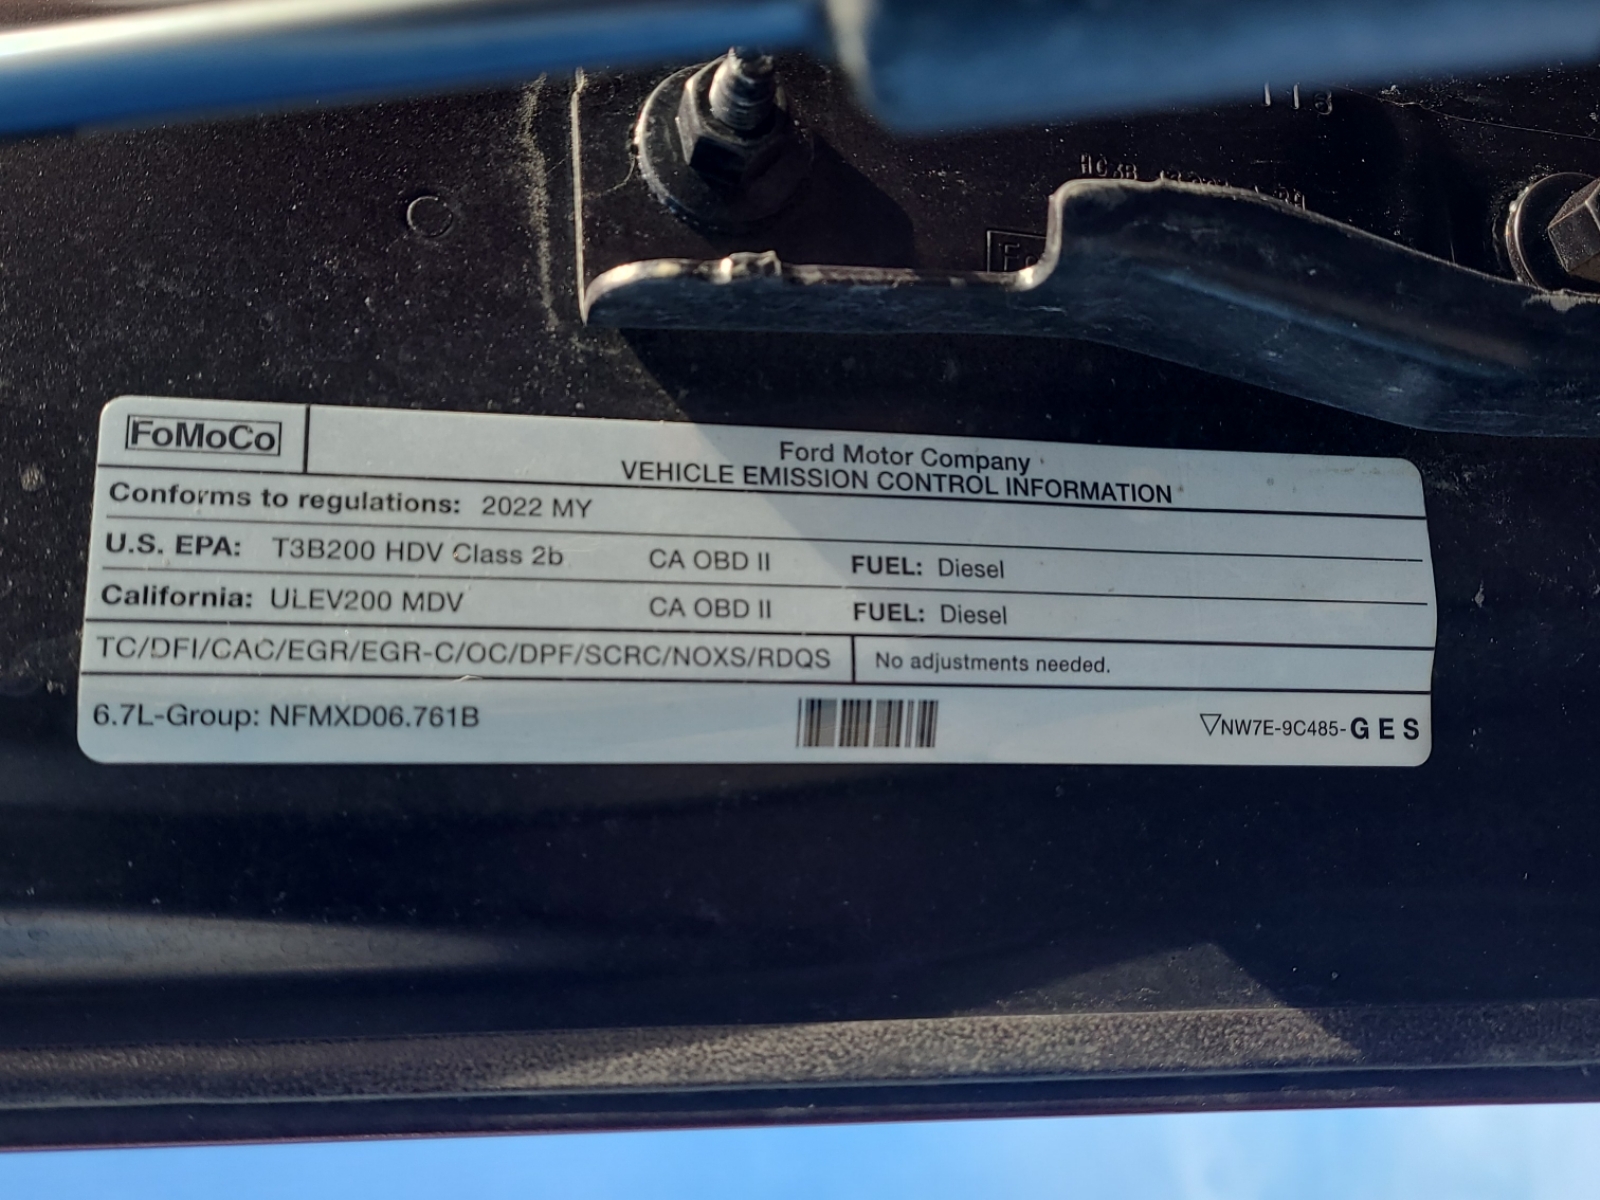 11a
HC3B
FoMoCo
Ford Motor Company
VEHICLE EMISSION CONTROL INFORMATION
Conforms to regulations: 2022 MY
U.S. EPA: T3B200 HDV Class 2b CA OBD II FUEL: Diesel
California: ULEV200 MDV CA OBD II FUEL: Diesel
TC/DFI/CAC/EGR/EGR-C/OC/DPF/SCRC/NOXS/RDQS No adjustments needed.
6.7L-Group: NFMXD06.761B ▽NW7E-9C485-GES